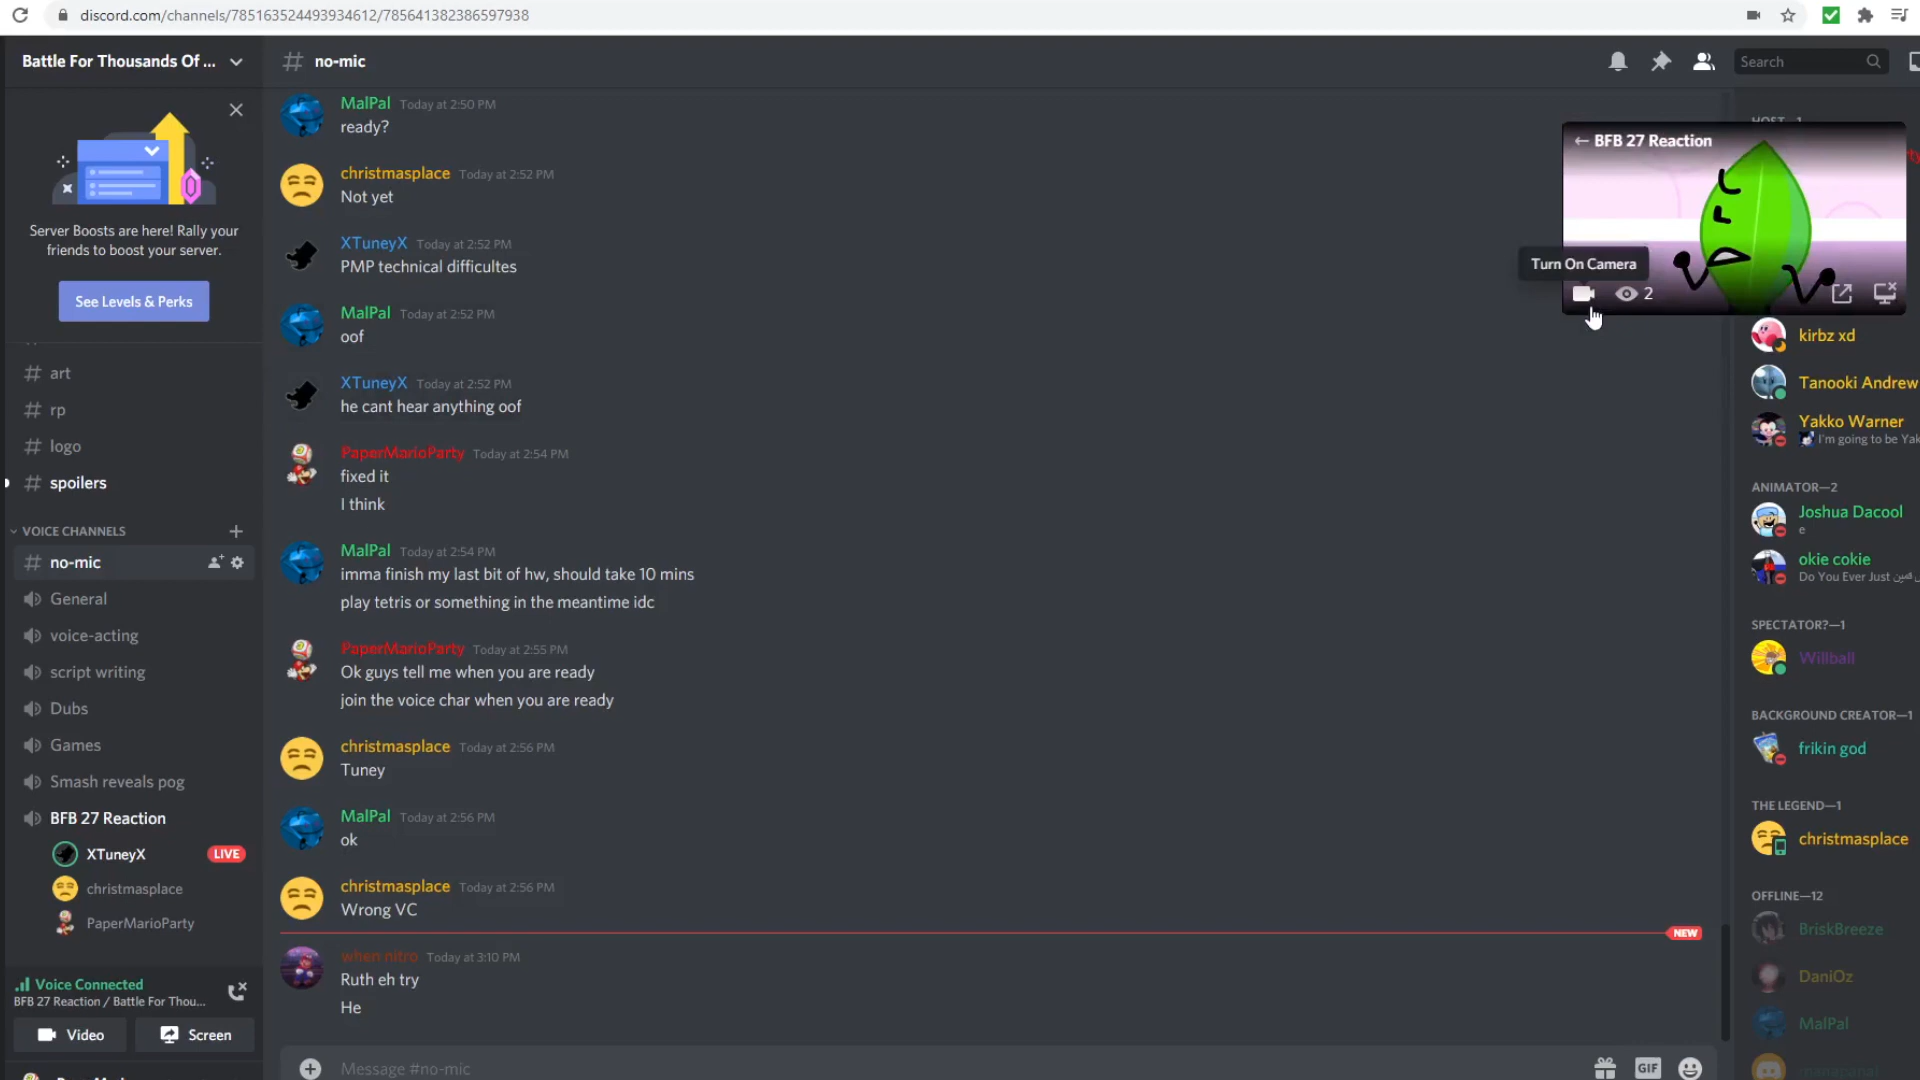 discord.com/channels/785163524493934612/785641382386597938
Battle For Thousands Of ...
Server Boosts are here! Rally your
friends to boost your server.
See Levels & Perks
# art
# rp
# logo
# spoilers
VOICE CHANNELS
# no-mic
General
voice-acting
script writing
Dubs
Games
Smash reveals pog
BFB 27 Reaction
XTuneyX LIVE
christmasplace
PaperMarioParty
Voice Connected
BFB 27 Reaction / Battle For Thou...
Video
Screen
# no-mic
Search
MalPal Today at 2:50 PM
ready?
christmasplace Today at 2:52 PM
Not yet
XTuneyX Today at 2:52 PM
PMP technical difficultes
MalPal Today at 2:52 PM
oof
XTuneyX Today at 2:52 PM
he cant hear anything oof
PaperMarioParty Today at 2:54 PM
fixed it
I think
MalPal Today at 2:54 PM
imma finish my last bit of hw, should take 10 mins
play tetris or something in the meantime idc
PaperMarioParty Today at 2:55 PM
Ok guys tell me when you are ready
join the voice char when you are ready
christmasplace Today at 2:56 PM
Tuney
MalPal Today at 2:56 PM
ok
christmasplace Today at 2:56 PM
Wrong VC
NEW
when nitro Today at 3:10 PM
Ruth eh try
He
Message #no-mic
GIF
← BFB 27 Reaction
Turn On Camera
2
kirbz xd
Tanooki Andrew
Yakko Warner
I'm going to be Yak
ANIMATOR—2
Joshua Dacool
e
okie cokie
Do You Ever Just
SPECTATOR?—1
Willball
BACKGROUND CREATOR—1
frikin god
THE LEGEND—1
christmasplace
OFFLINE—12
BriskBreeze
DaniOz
MalPal